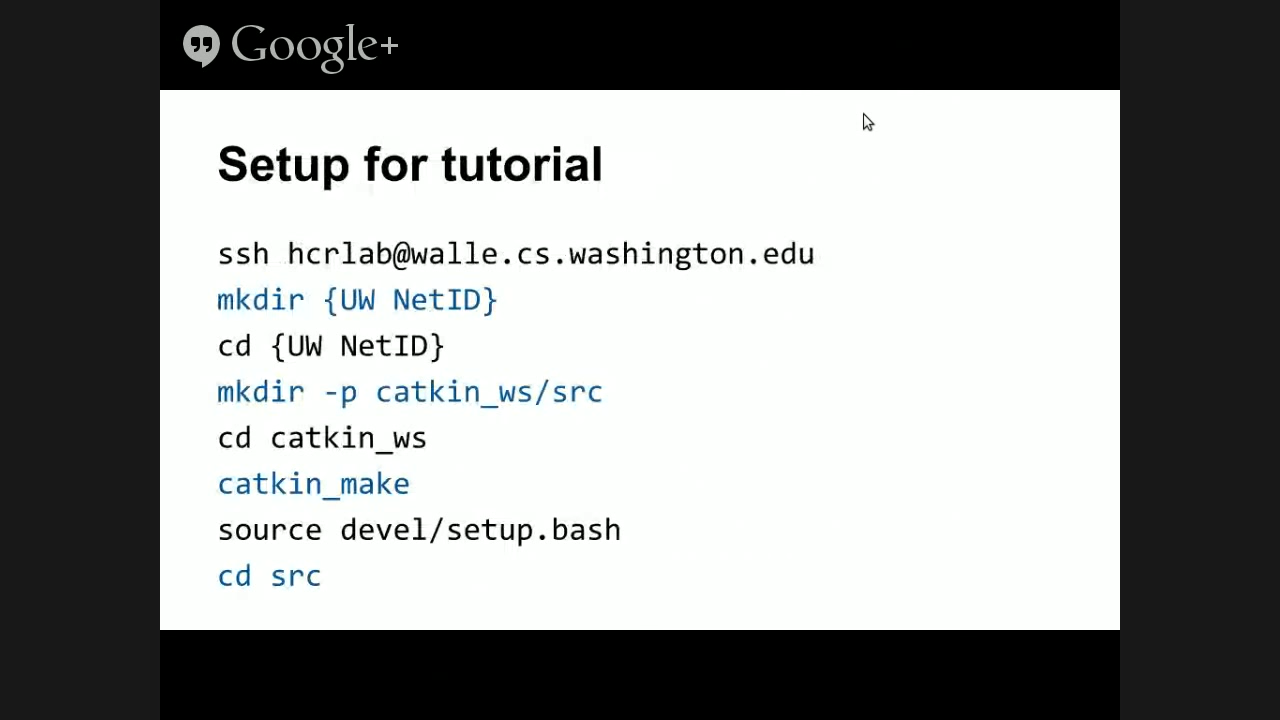 Google+
Setup for tutorial
ssh hcrlab@walle.cs.washington.edu
mkdir {UW NetID}
cd {UW NetID}
mkdir -p catkin_ws/src
cd catkin_ws
catkin_make
source devel/setup.bash
cd src